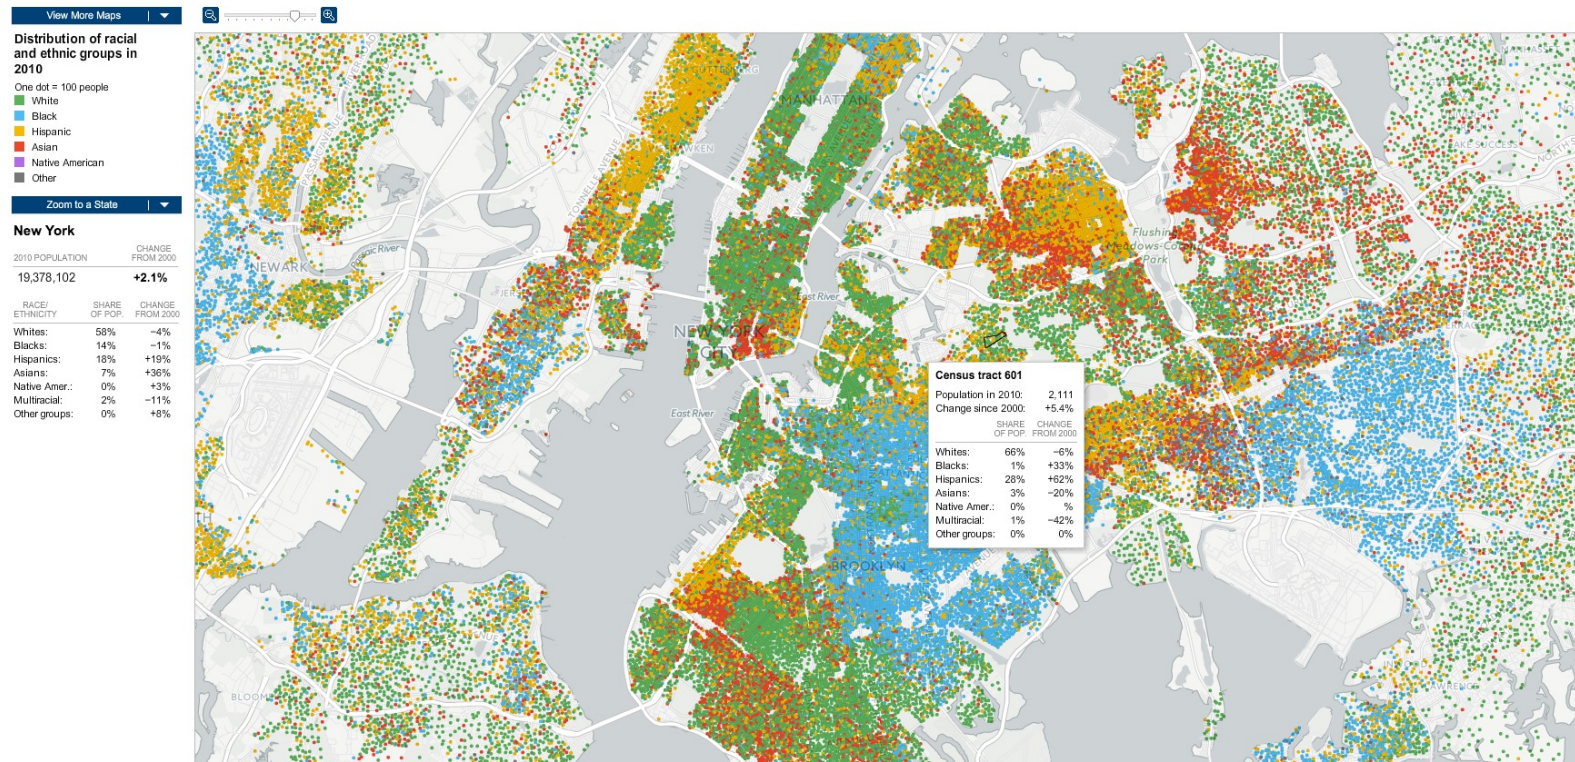 View More Maps
Distribution of racial
and ethnic groups in
2010
One dot = 100 people
White
Black
Hispanic
Asian
Native American
Other
Zoom to a State
New York
2010 POPULATION
CHANGE
FROM 2000
19,378,102
+2.1%
RACE/
ETHNICITY
SHARE
OF POP.
CHANGE
FROM 2000
Whites: 58% −4%
Blacks: 14% −1%
Hispanics: 18% +19%
Asians: 7% +36%
Native Amer.: 0% +3%
Multiracial: 2% −11%
Other groups: 0% +8%
MANHATTAN
TONNELLE AVENUE
LAKE SUCCESS
Flushing
Meadows-Corona
Park
NEWARK
East River
NEW YORK
CITY
East River
BROOKLYN
Census tract 601
Population in 2010: 2,111
Change since 2000: +5.4%
SHARE
OF POP.
CHANGE
FROM 2000
Whites: 66% −6%
Blacks: 1% +33%
Hispanics: 28% +62%
Asians: 3% −20%
Native Amer.: 0% %
Multiracial: 1% −42%
Other groups: 0% 0%